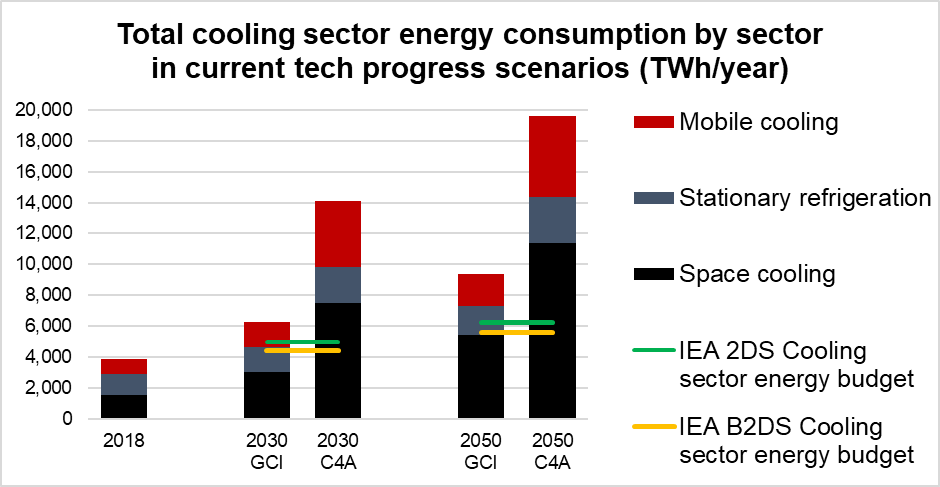 Total cooling sector energy consumption by sector
in current tech progress scenarios (TWh/year)
20,000
18,000
16,000
14,000
12,000
10,000
8,000
6,000
4,000
2,000
0
2018
2030
GCI
2030
C4A
2050
GCI
2050
C4A
Mobile cooling
Stationary refrigeration
Space cooling
IEA 2DS Cooling
sector energy budget
IEA B2DS Cooling
sector energy budget